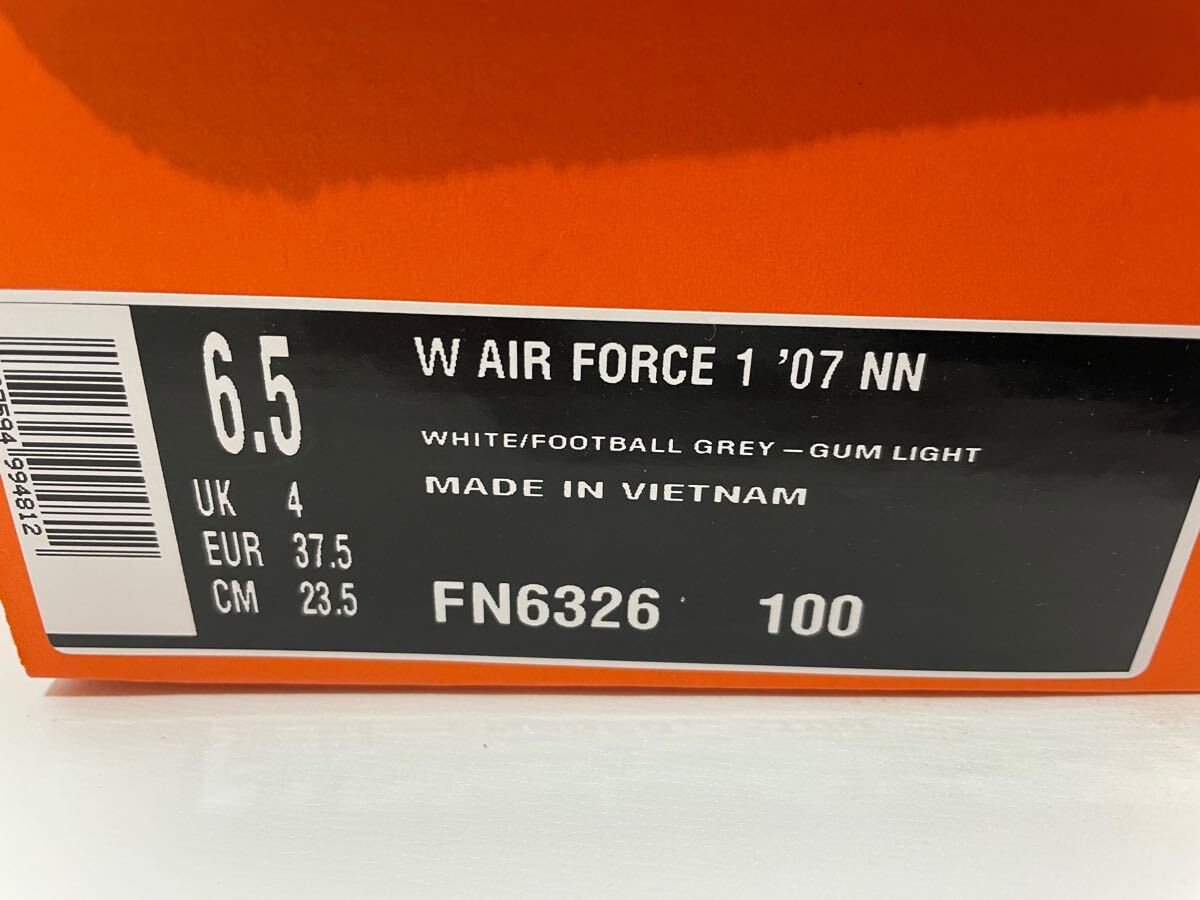 6.5
UK 4
EUR 37.5
CM 23.5
W AIR FORCE 1 '07 NN
WHITE/FOOTBALL GREY – GUM LIGHT
MADE IN VIETNAM
FN6326 100
994812